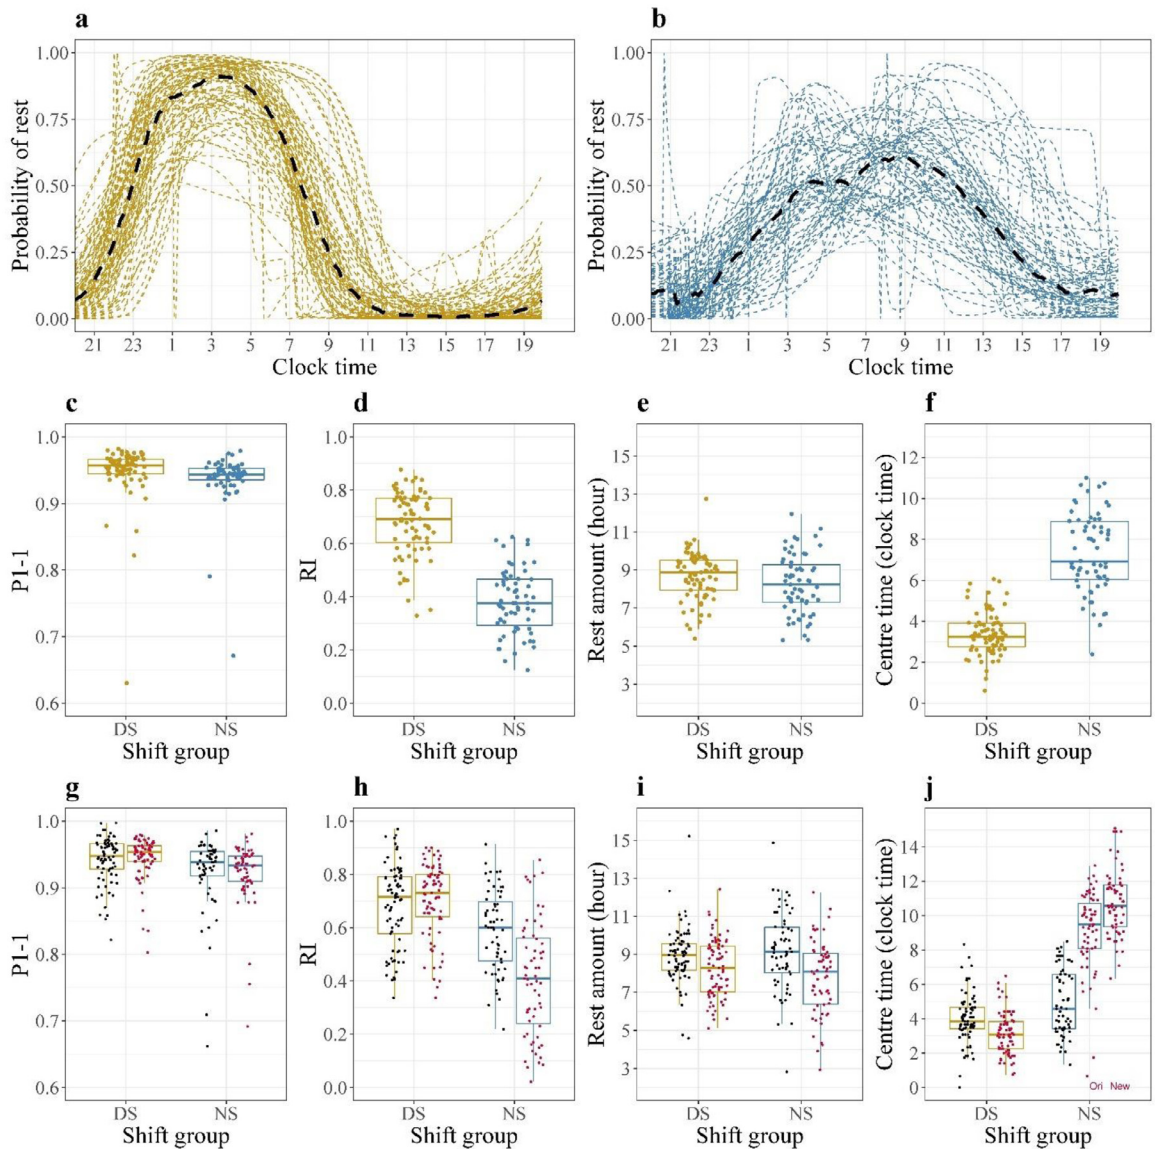 a
1.00
0.75
0.50
0.25
0.00
Probability of rest
21 23 1 3 5 7 9 11 13 15 17 19
Clock time
b
1.00
0.75
0.50
0.25
0.00
Probability of rest
21 23 1 3 5 7 9 11 13 15 17 19
Clock time
c
1.0
0.9
0.8
0.7
0.6
P1-1
DS NS
Shift group
d
1.0
0.8
0.6
0.4
0.2
0.0
RI
DS NS
Shift group
e
15
13
11
9
7
5
3
Rest amount (hour)
DS NS
Shift group
f
12
10
8
6
4
2
0
Centre time (clock time)
DS NS
Shift group
g
1.0
0.9
0.8
0.7
0.6
P1-1
DS NS
Shift group
h
1.0
0.8
0.6
0.4
0.2
0.0
RI
DS NS
Shift group
i
15
13
11
9
7
5
3
Rest amount (hour)
DS NS
Shift group
j
14
12
10
8
6
4
2
0
Centre time (clock time)
Ori New
DS NS
Shift group